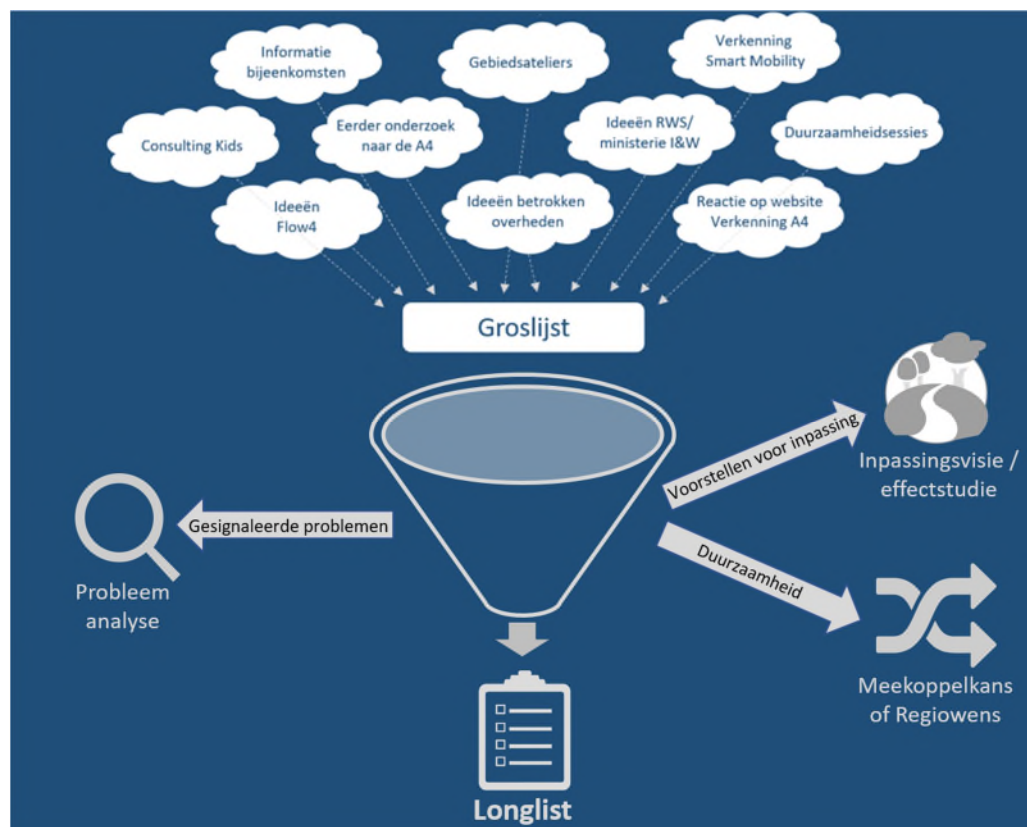 Informatie
bijeenkomsten
Gebiedsateliers
Verkenning
Smart Mobility
Consulting Kids
Eerder onderzoek
naar de A4
Ideeën RWS/
ministerie I&W
Duurzaamheidsessies
Ideeën
Flow4
Ideeën betrokken
overheden
Reactie op website
Verkenning A4
Groslijst
Voorstellen voor inpassing
Inpassingsvisie /
effectstudie
Gesignaleerde problemen
Probleem
analyse
Duurzaamheid
Meekoppelkans
of Regiowens
Longlist